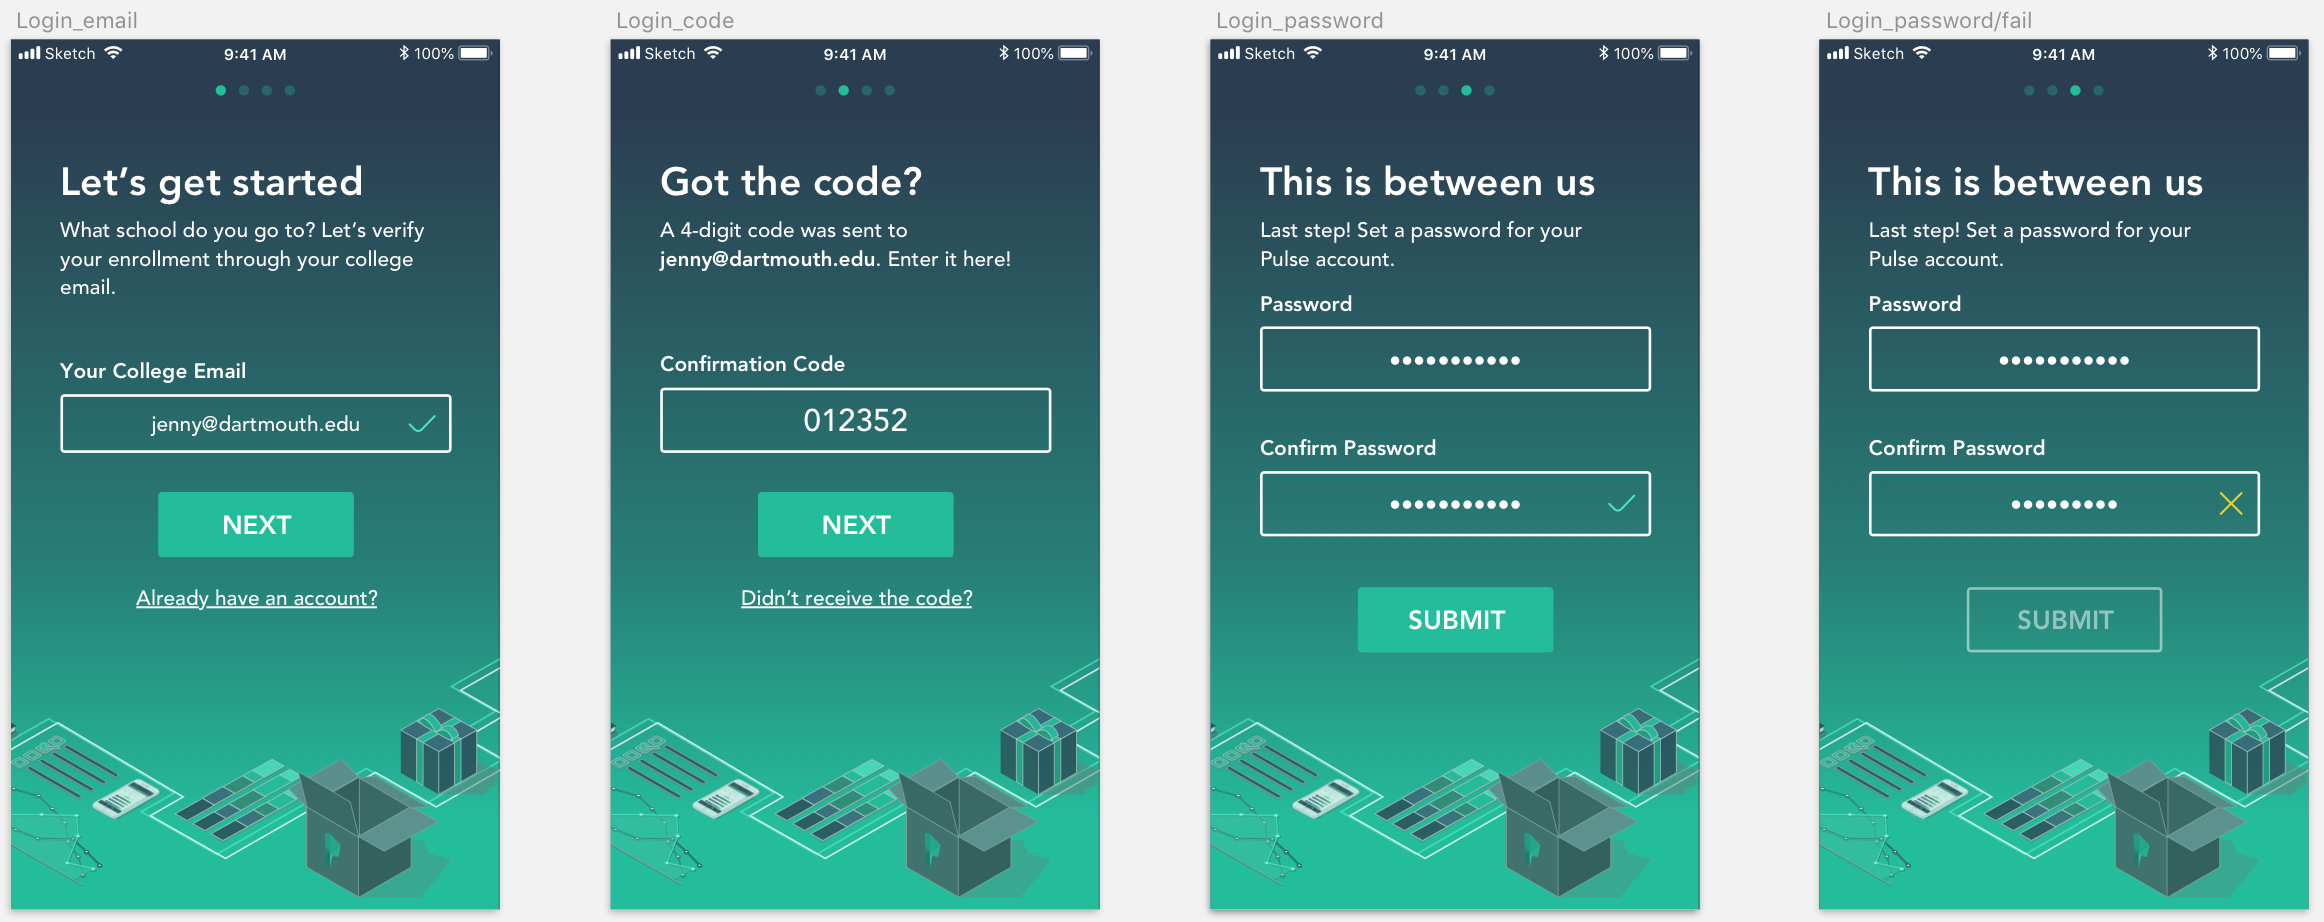 Login_email
Sketch 9:41 AM 100%
Let's get started
What school do you go to? Let's verify
your enrollment through your college
email.
Your College Email
jenny@dartmouth.edu
NEXT
Already have an account?
Login_code
Sketch 9:41 AM 100%
Got the code?
A 4-digit code was sent to
jenny@dartmouth.edu. Enter it here!
Confirmation Code
012352
NEXT
Didn't receive the code?
Login_password
Sketch 9:41 AM 100%
This is between us
Last step! Set a password for your
Pulse account.
Password
Confirm Password
SUBMIT
Login_password/fail
Sketch 9:41 AM 100%
This is between us
Last step! Set a password for your
Pulse account.
Password
Confirm Password
SUBMIT